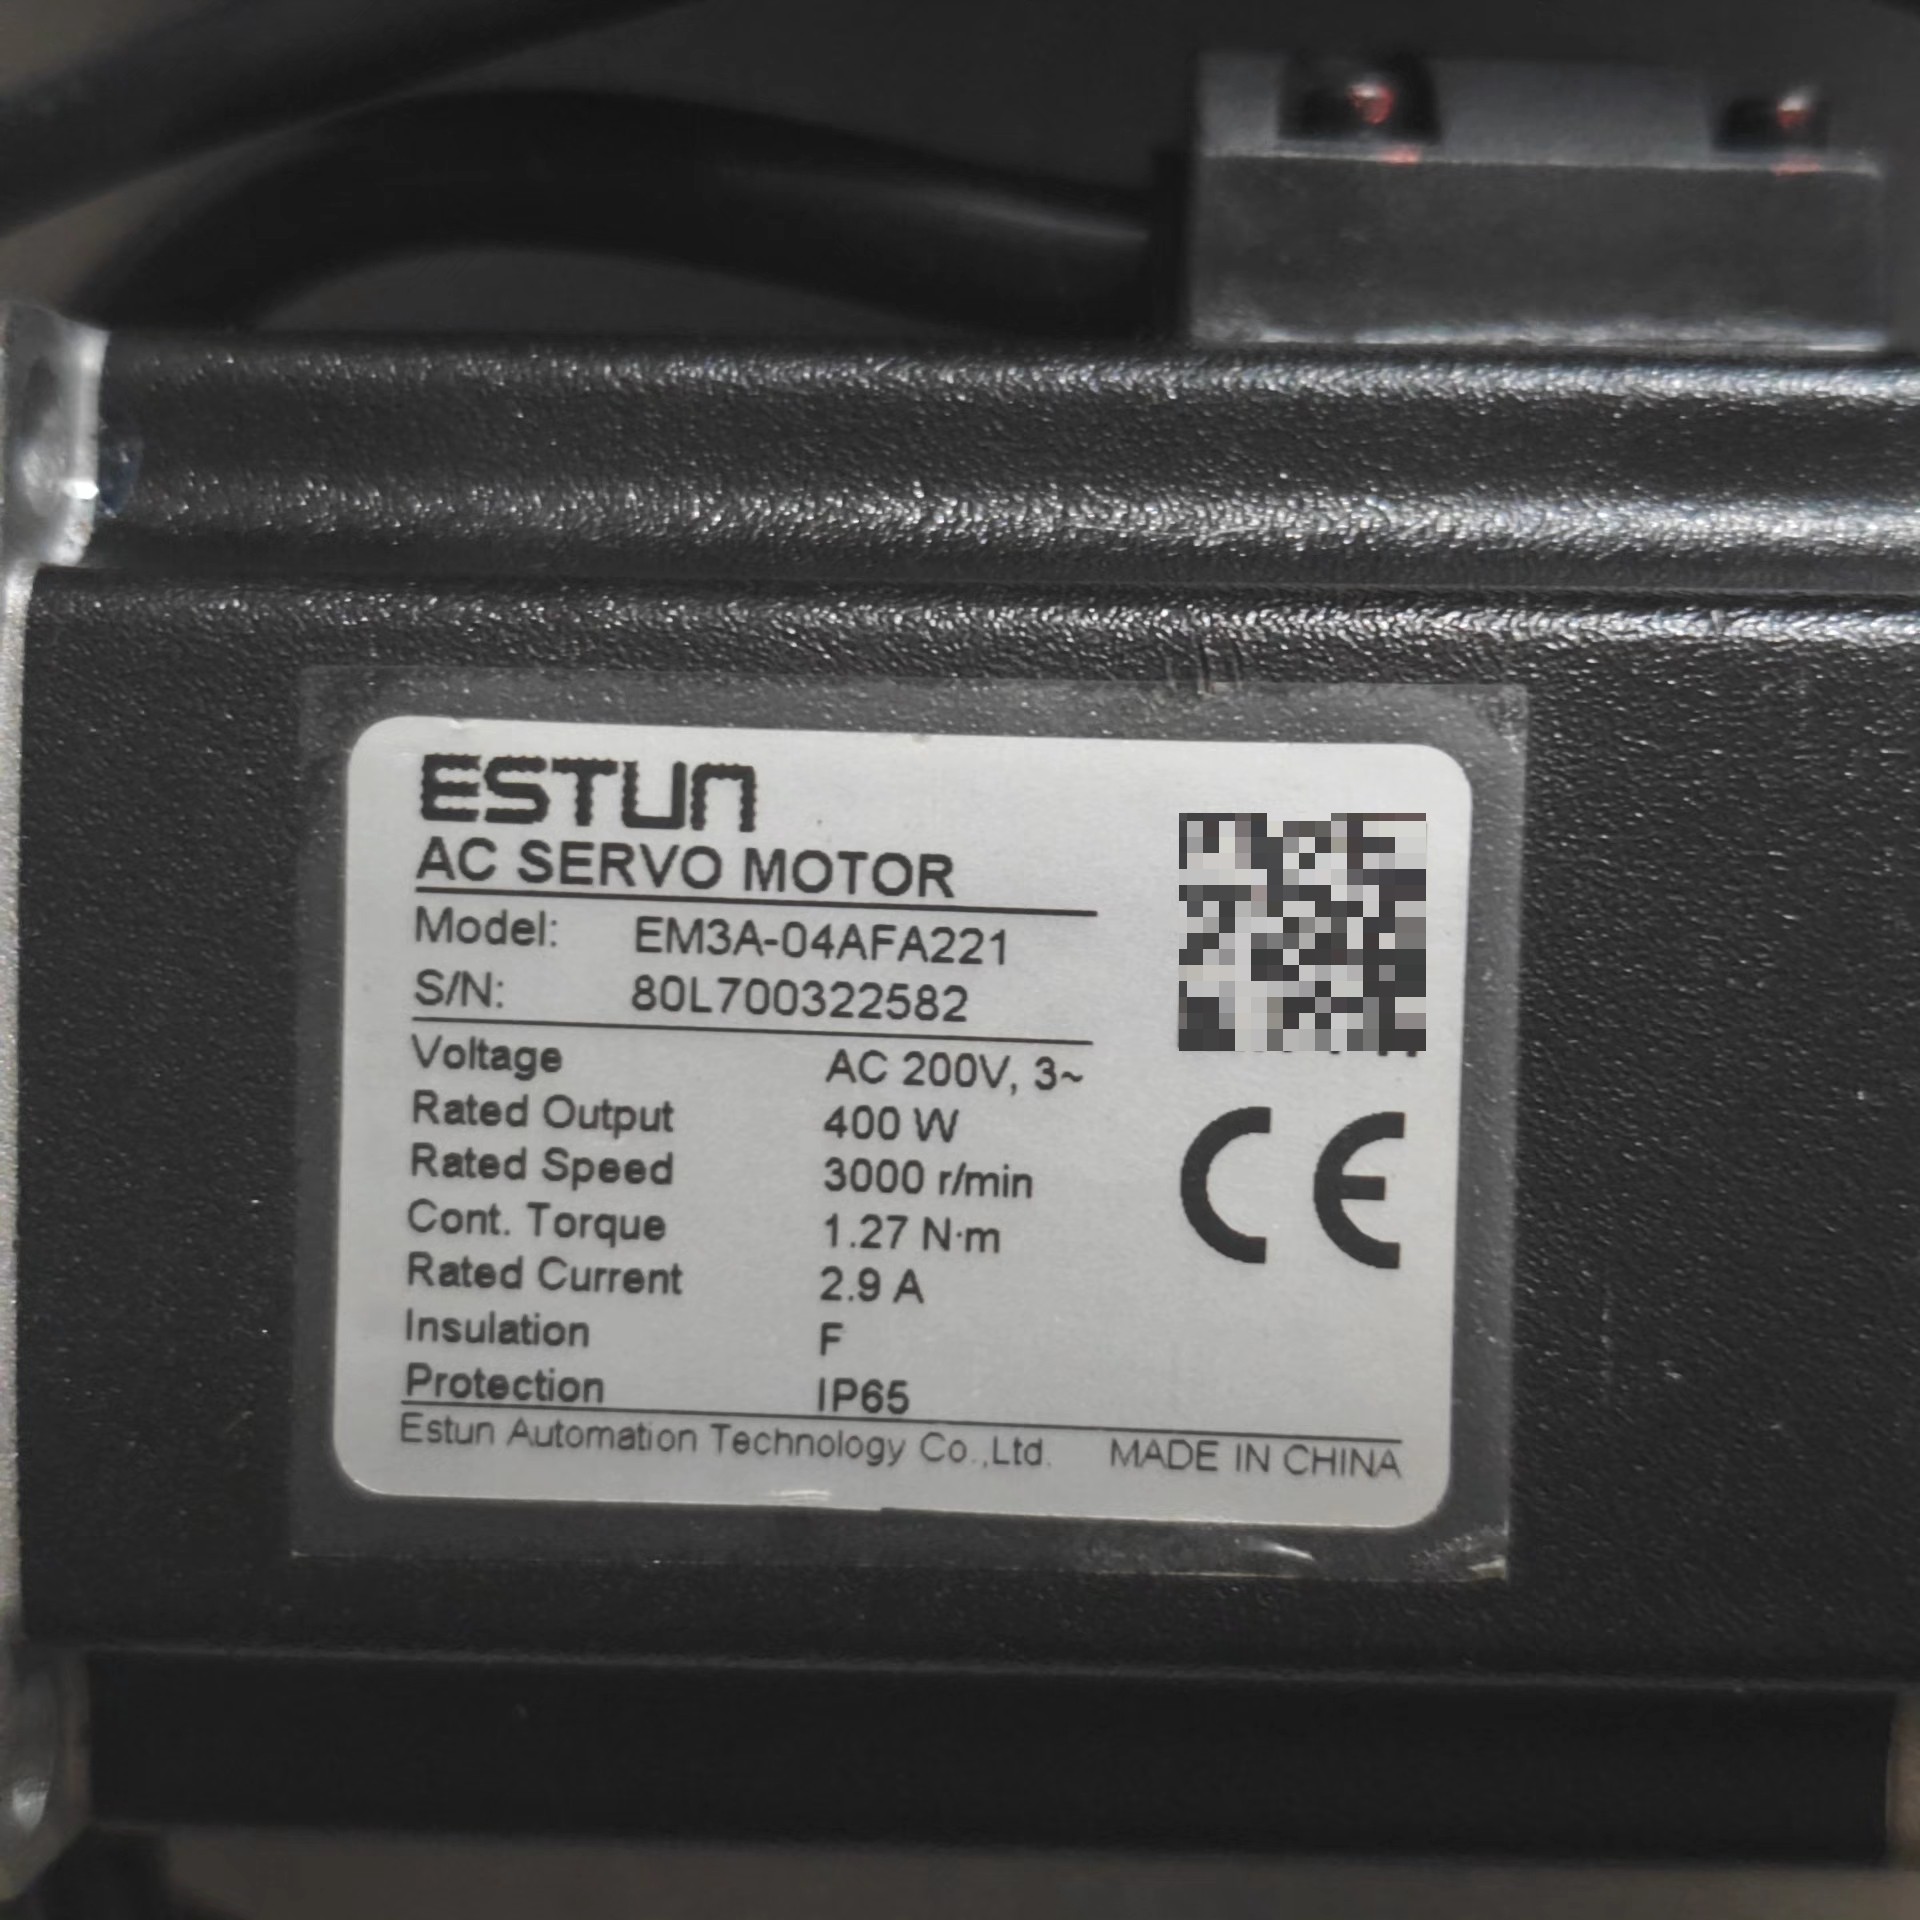 ESTUN
AC SERVO MOTOR
Model: EM3A-04AFA221
S/N: 80L700322582
Voltage AC 200V, 3~
Rated Output 400 W
Rated Speed 3000 r/min
Cont. Torque 1.27 N·m
Rated Current 2.9 A
Insulation F
Protection IP65
Estun Automation Technology Co.,Ltd. MADE IN CHINA
CE